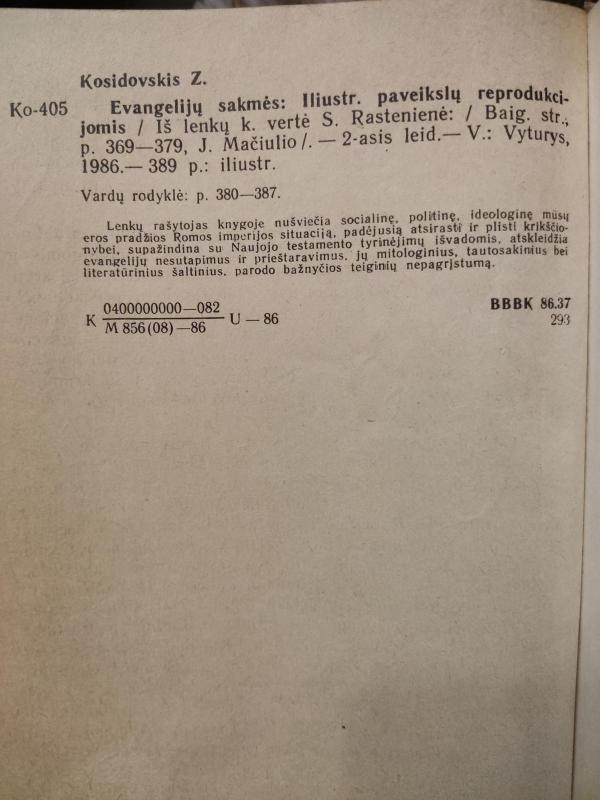 Kosidovskis Z.
Ko-405 Evangelijų sakmės: Iliustr. paveikslų reprodukci-
jomis / Iš lenkų k. vertė S. Rastenienė: / Baig. str.,
p. 369—379, J. Mačiulio /. — 2-asis leid.— V.: Vyturys,
1986.— 389 p.: iliustr.
Vardų rodyklė: p. 380—387.
Lenkų rašytojas knygoje nušviečia socialinę, politinę, ideologinę mūsų
eros pradžios Romos imperijos situaciją, padėjusią atsirasti ir plisti krikščio-
nybei, supažindina su Naujojo testamento tyrinėjimų išvadomis, atskleidžia
evangelijų nesutapimus ir prieštaravimus, jų mitologinius, tautosakinius bei
literatūrinius šaltinius, parodo bažnyčios teiginių nepagrįstumą.
0400000000—082
K M 856(08)—86 U — 86
BBBK 86.37
293